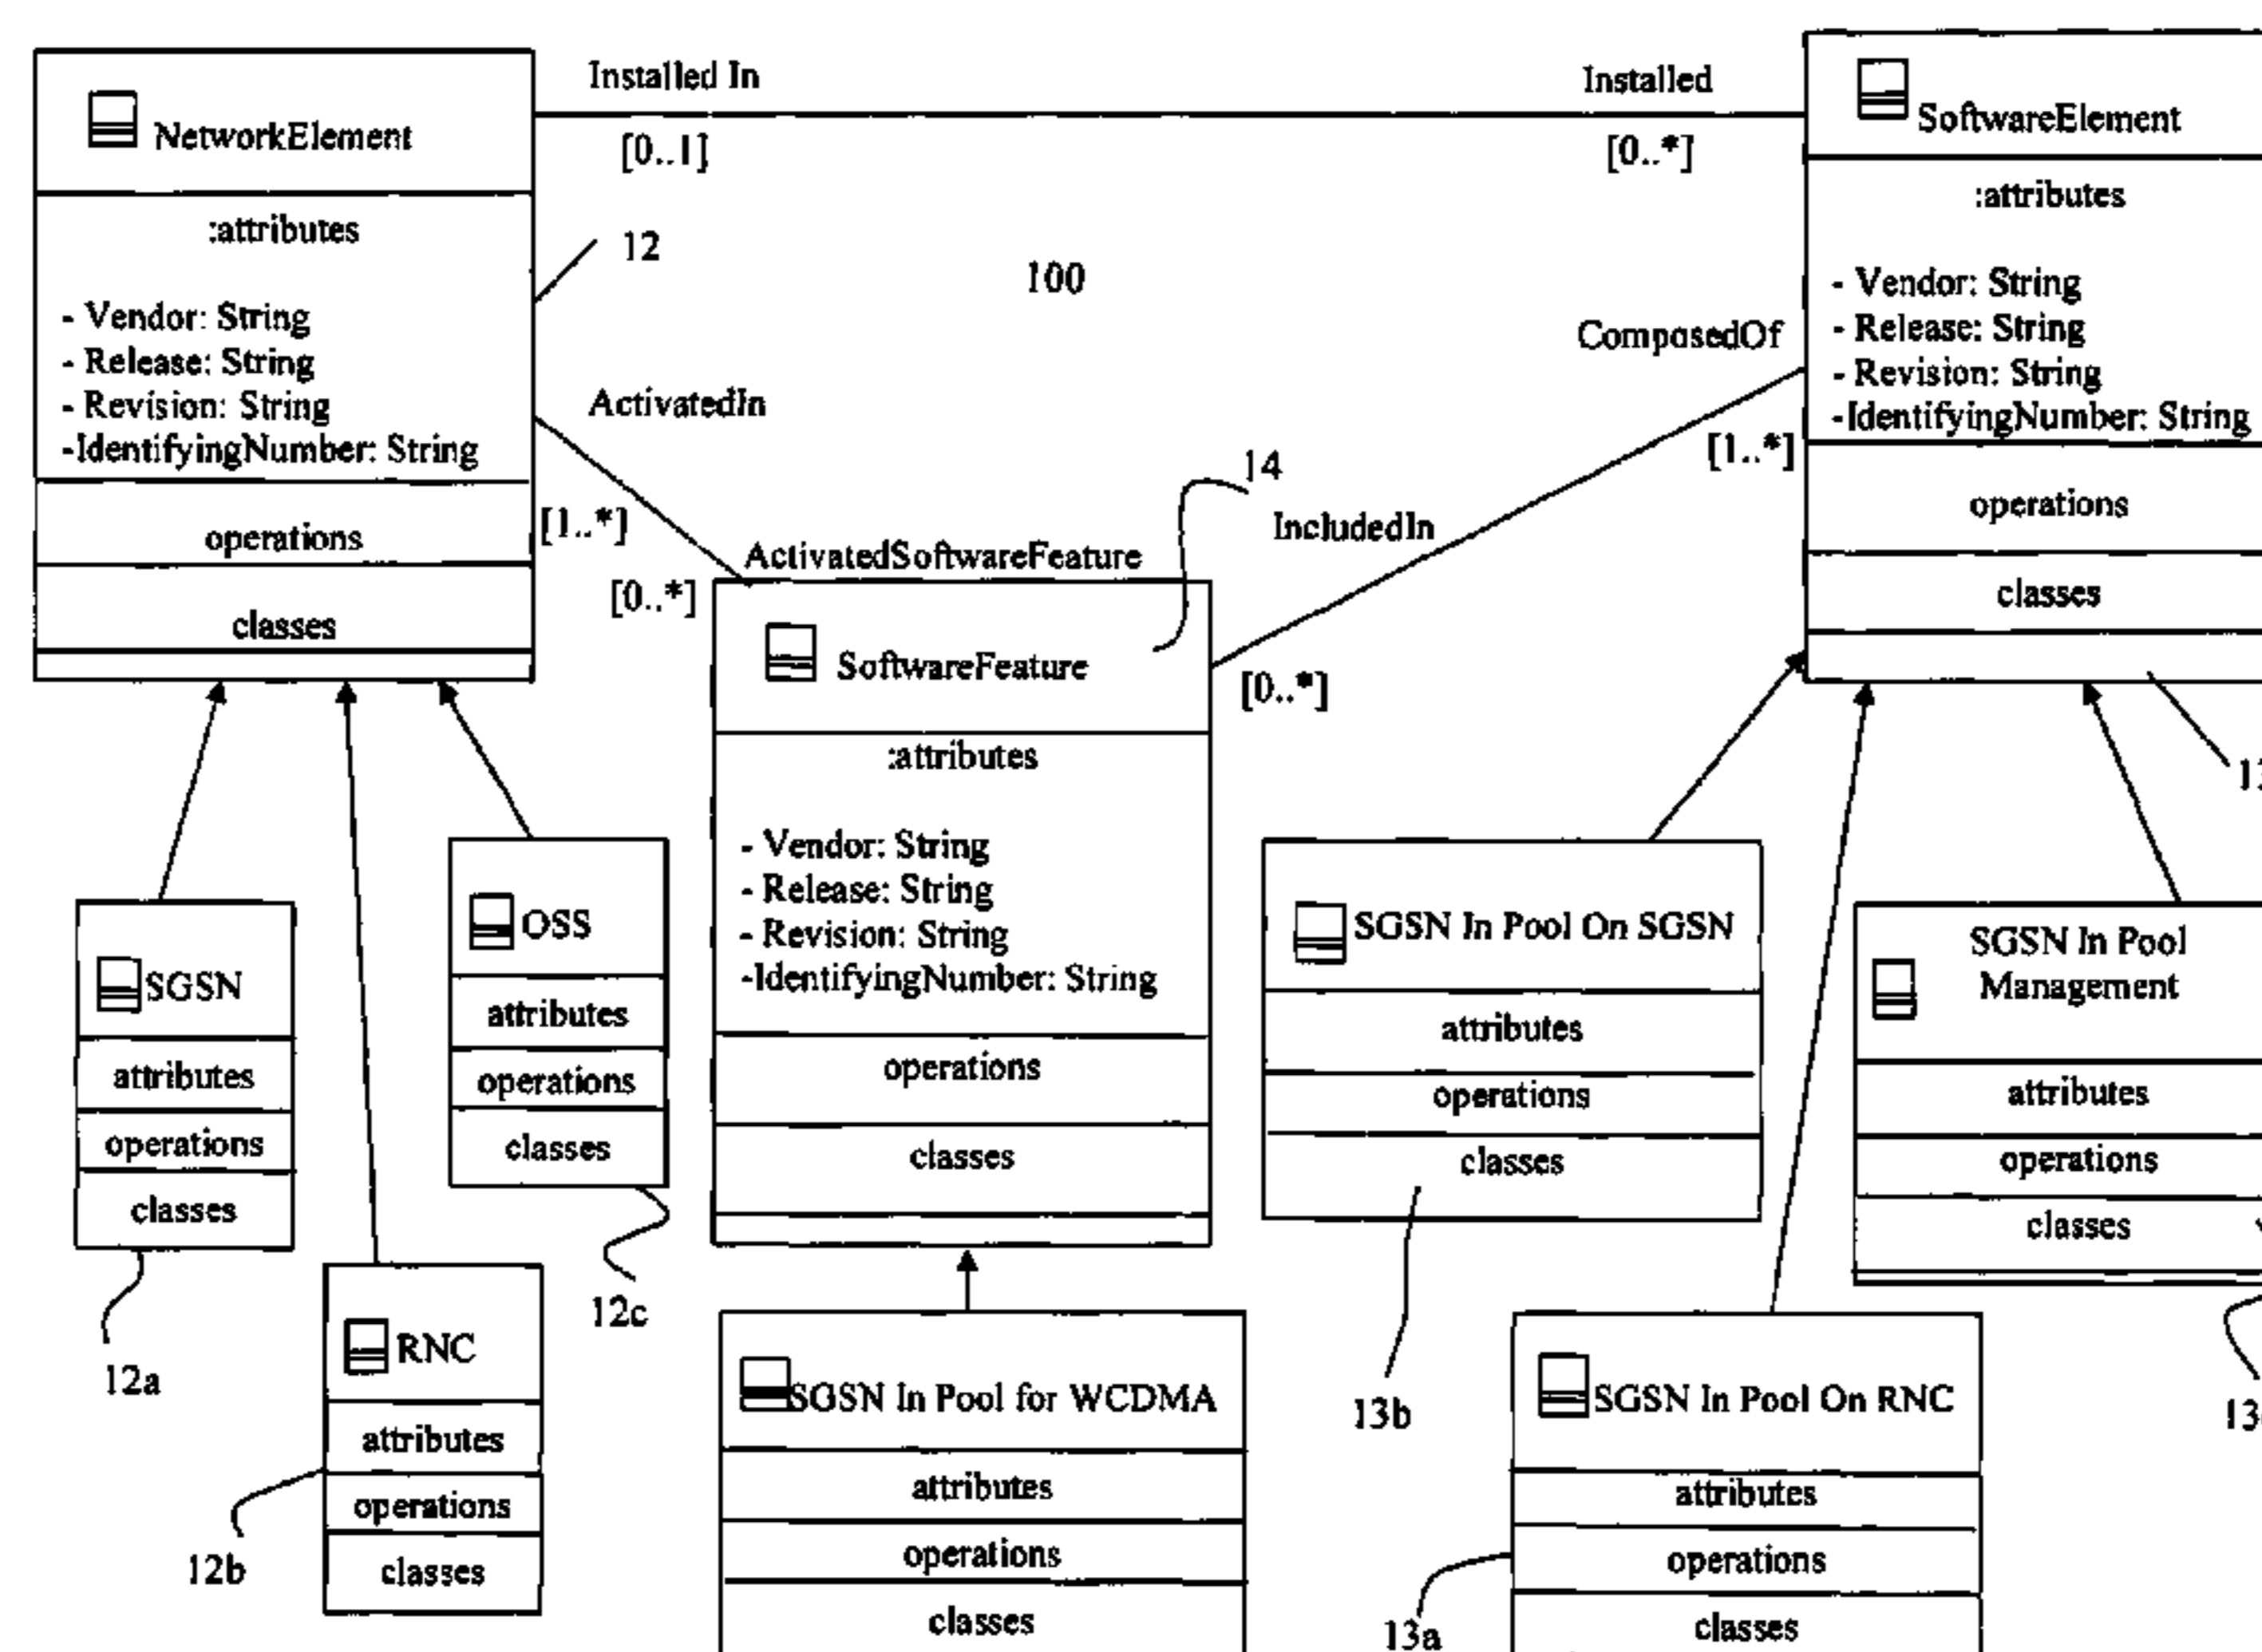 Installed In
Installed
NetworkElement
SoftwareElement
[0..1]
[0..*]
:attributes
:attributes
12
100
- Vendor: String
- Release: String
- Revision: String
-IdentifyingNumber: String
- Vendor: String
- Release: String
- Revision: String
-IdentifyingNumber: String
ComposedOf
ActivatedIn
[1..*]
14
IncludedIn
[1..*]
operations
operations
ActivatedSoftwareFeature
[0..*]
classes
classes
SoftwareFeature
[0..*]
:attributes
- Vendor: String
- Release: String
- Revision: String
-IdentifyingNumber: String
operations
classes
OSS
attributes
operations
classes
12c
SGSN
attributes
operations
classes
12a
RNC
attributes
operations
classes
12b
SGSN In Pool On SGSN
attributes
operations
classes
13b
SGSN In Pool
Management
attributes
operations
classes
SGSN In Pool for WCDMA
attributes
operations
classes
SGSN In Pool On RNC
attributes
operations
classes
13a